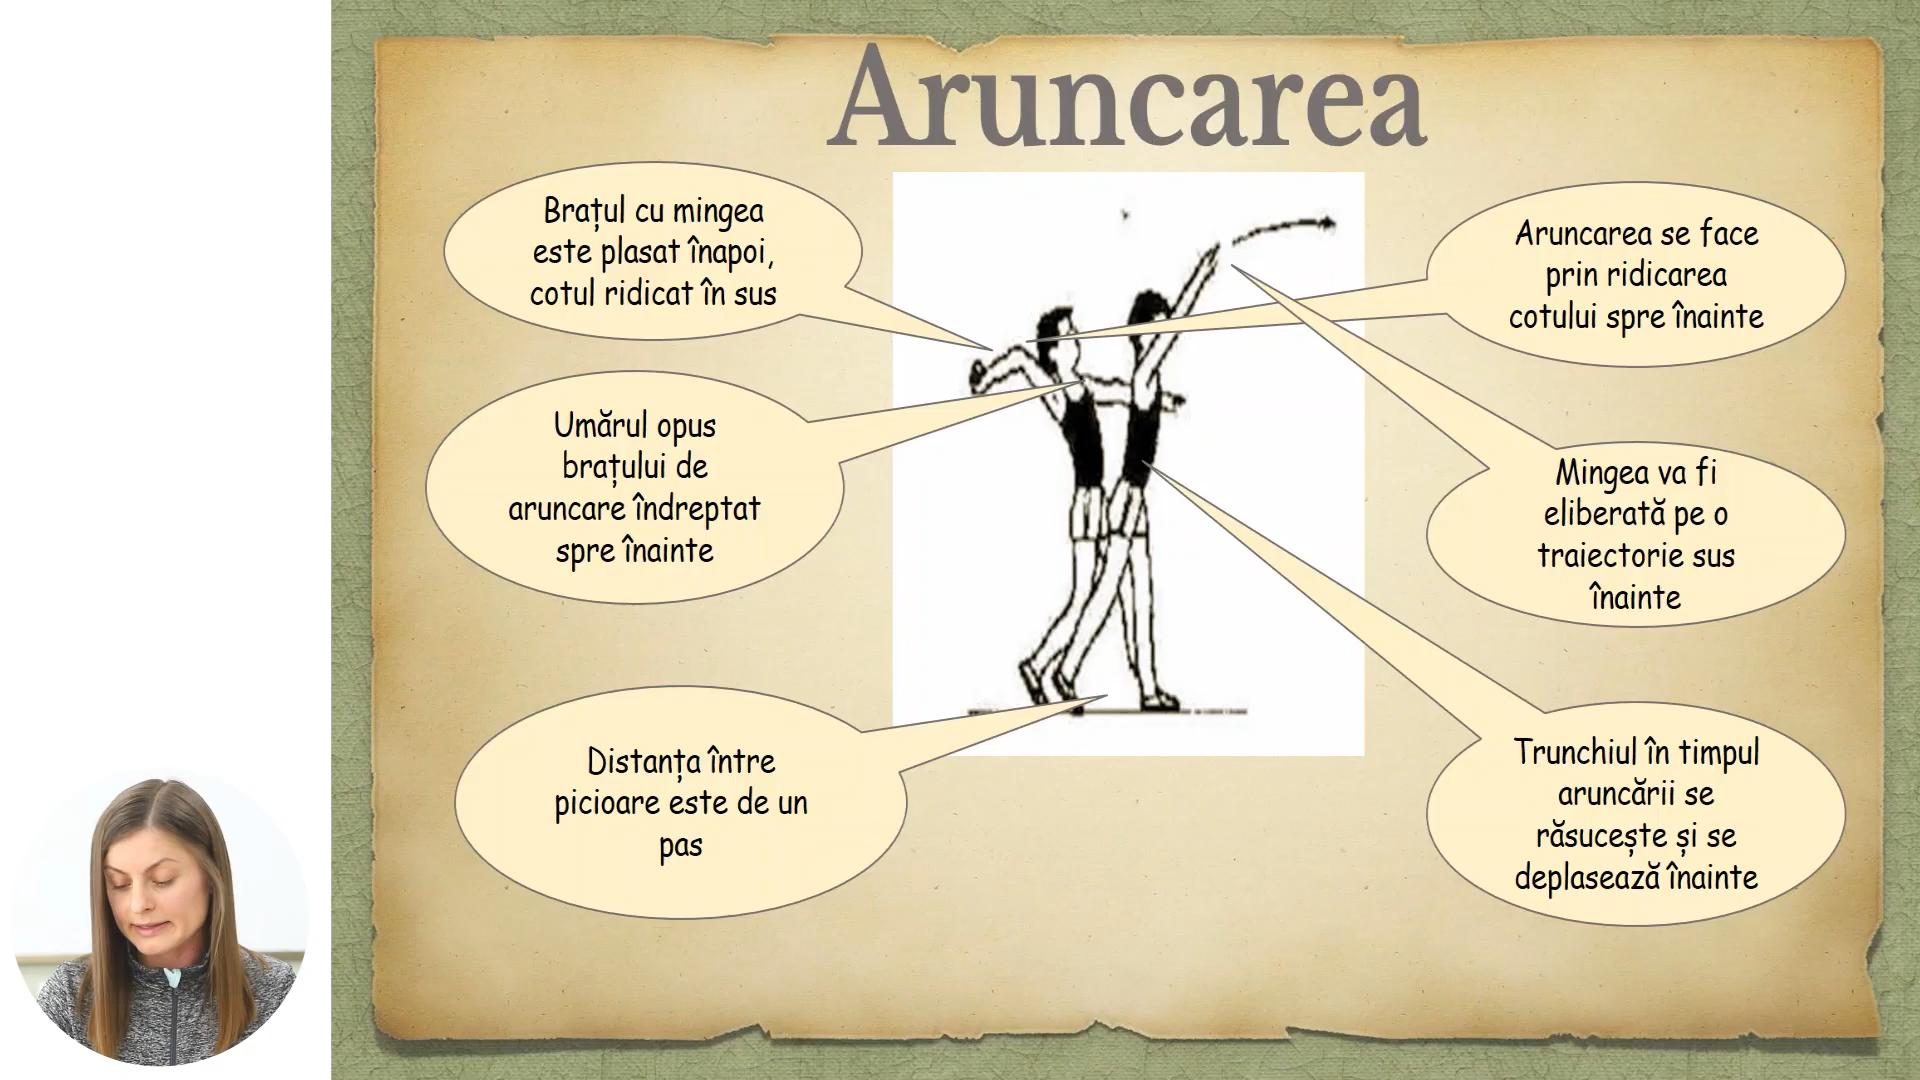 Aruncarea
Brațul cu mingea
este plasat înapoi,
cotul ridicat în sus
Umărul opus
brațului de
aruncare îndreptat
spre înainte
Distanța între
picioare este de un
pas
Aruncarea se face
prin ridicarea
cotului spre înainte
Mingea va fi
eliberată pe o
traiectorie sus
înainte
Trunchiul în timpul
aruncării se
răsucește și se
deplasează înainte